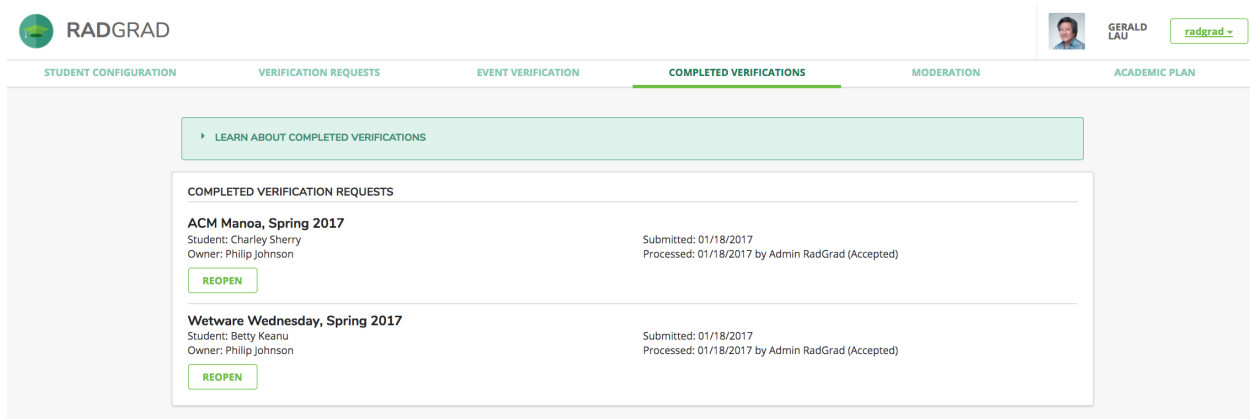 RADGRAD
GERALD
LAU
radgrad
STUDENT CONFIGURATION
VERIFICATION REQUESTS
EVENT VERIFICATION
COMPLETED VERIFICATIONS
MODERATION
ACADEMIC PLAN
LEARN ABOUT COMPLETED VERIFICATIONS
COMPLETED VERIFICATION REQUESTS
ACM Manoa, Spring 2017
Student: Charley Sherry
Submitted: 01/18/2017
Owner: Philip Johnson
Processed: 01/18/2017 by Admin RadGrad (Accepted)
REOPEN
Wetware Wednesday, Spring 2017
Student: Betty Keanu
Submitted: 01/18/2017
Owner: Philip Johnson
Processed: 01/18/2017 by Admin RadGrad (Accepted)
REOPEN